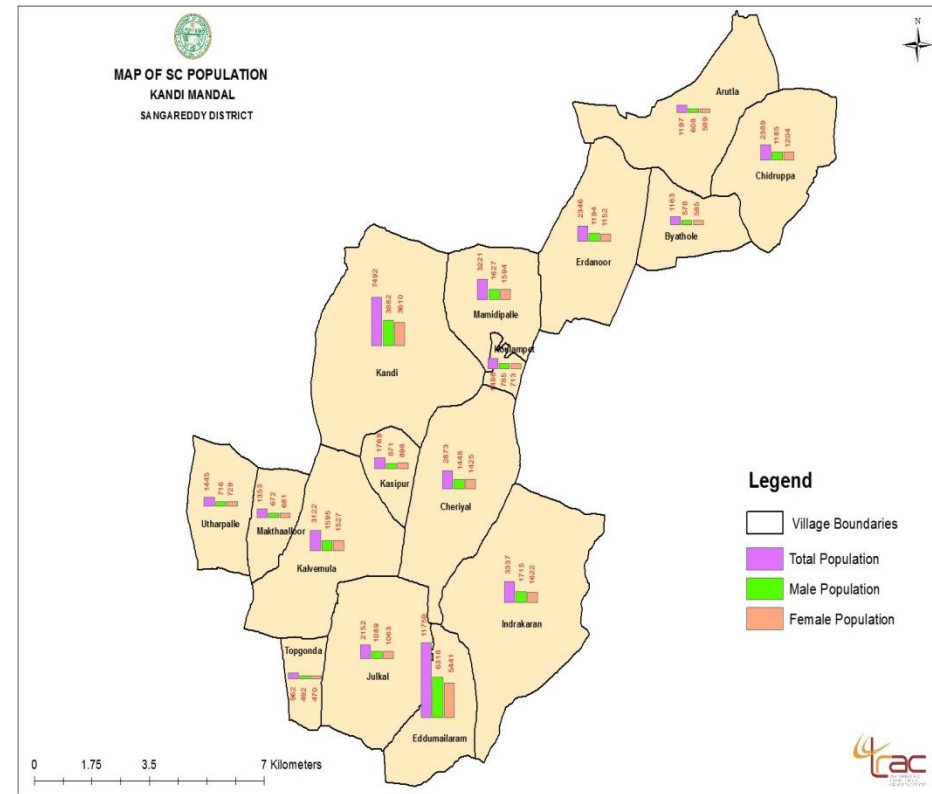 MAP OF SC POPULATION
KANDI MANDAL
SANGAREDDY DISTRICT
N
Arutla
1197
608
589
2389
1185
1204
Chidruppa
1163
578
585
Byathole
2346
1194
1152
Erdanoor
3221
1627
1594
Mamidipalle
7492
3882
3610
Kandi
785
713
1769
871
898
Kasipur
2873
1448
1425
Cheriyal
1445
716
729
Utharpalle
1353
672
681
Makthaalloor
3122
1595
1527
Kalvemula
3337
1715
1622
Indrakaran
Topgonda
962
492
470
2152
1089
1063
Julkal
11759
6318
5441
Eddumailaram
Legend
Village Boundaries
Total Population
Male Population
Female Population
0 1.75 3.5 7 Kilometers
trac